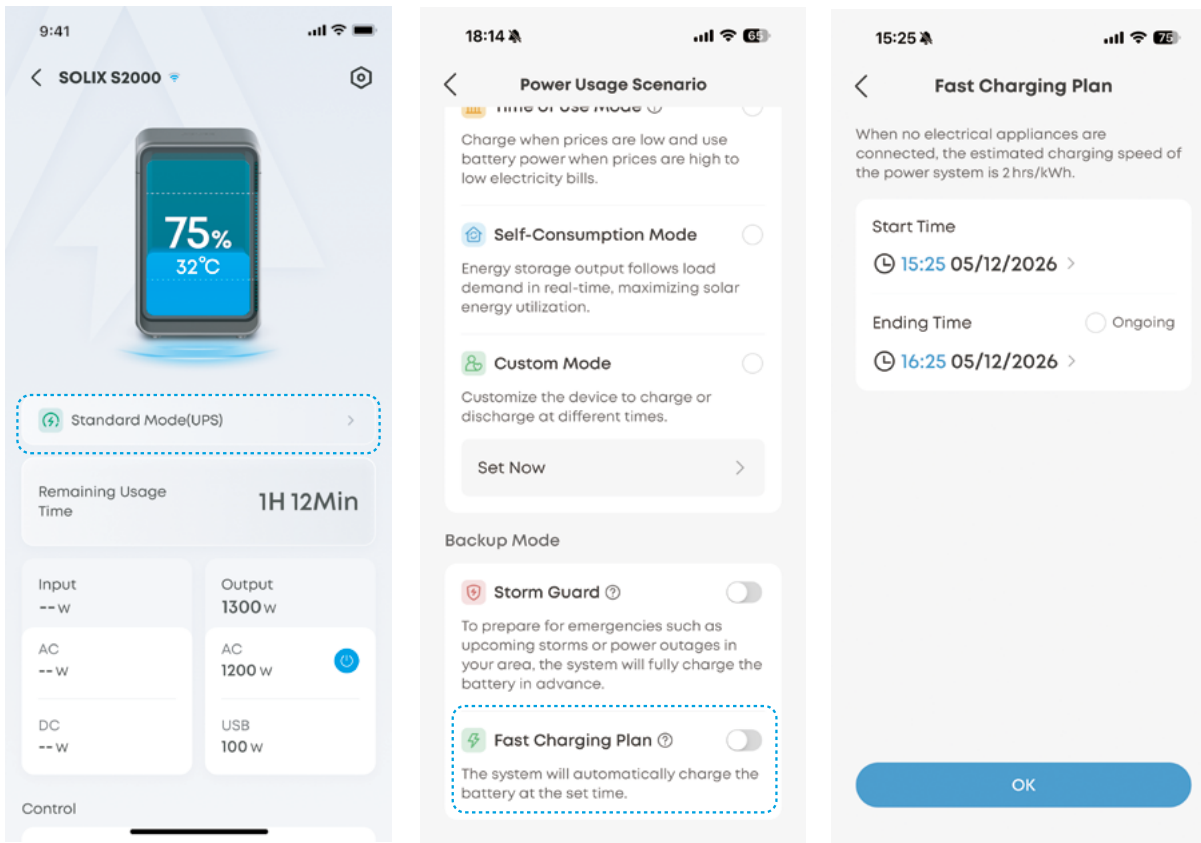 9:41
SOLIX S2000
75%
32°C
Standard Mode(UPS)
Remaining Usage
Time
1H 12Min
Input
--W
Output
1300 W
AC
--W
AC
1200 W
DC
--W
USB
100 W
Control
18:14
65
Power Usage Scenario
Time of Use Mode
Charge when prices are low and use
battery power when prices are high to
low electricity bills.
Self-Consumption Mode
Energy storage output follows load
demand in real-time, maximizing solar
energy utilization.
Custom Mode
Customize the device to charge or
discharge at different times.
Set Now
Backup Mode
Storm Guard
To prepare for emergencies such as
upcoming storms or power outages in
your area, the system will fully charge the
battery in advance.
Fast Charging Plan
The system will automatically charge the
battery at the set time.
15:25
75
Fast Charging Plan
When no electrical appliances are
connected, the estimated charging speed of
the power system is 2hrs/kWh.
Start Time
15:25 05/12/2026
Ending Time
Ongoing
16:25 05/12/2026
OK